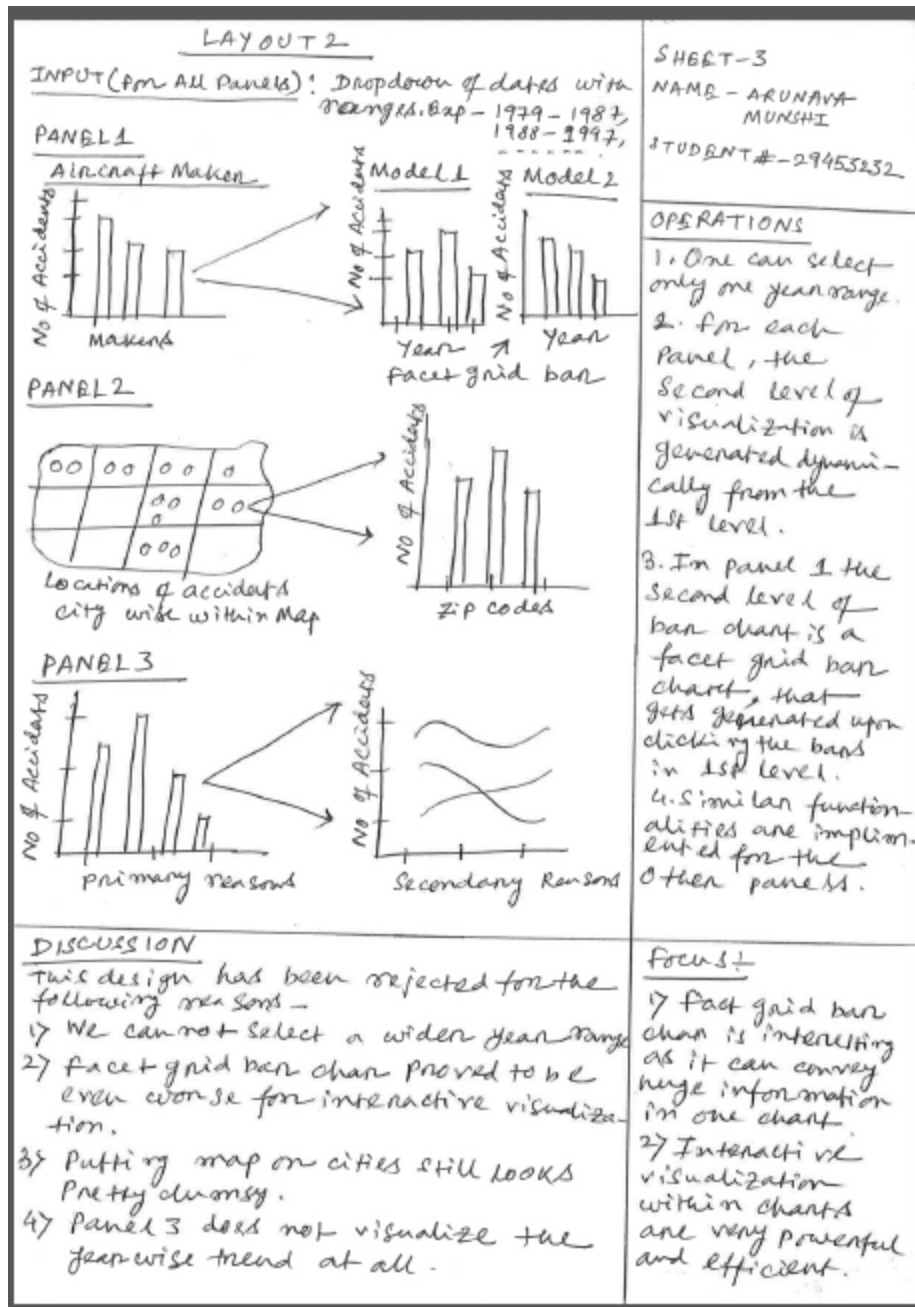 LAYOUT 2
INPUT (for All Panels): Dropdown of dates with
ranges. Exp - 1979 - 1987,
1988 - 1997,
PANEL 1
Aircraft Maker
No of Accidents
Makers
Model 1
No of Accidents
Year
Model 2
No of Accidents
Year
facet grid bar
PANEL 2
Locations of accidents
city wise within Map
No of Accidents
Zip codes
PANEL 3
No of Accidents
primary reasons
No of Accidents
Secondary Reasons
SHEET-3
NAME - ARUNAVA
MUNSHI
STUDENT # - 29453232
OPERATIONS
1. One can select
only one year range.
2. for each
Panel, the
Second level of
visualization is
generated dynami-
cally from the
1st level.
3. In panel 1 the
second level of
bar chart is a
facet grid bar
chart, that
gets generated upon
clicking the bars
in 1st level.
4. Similar function-
alities are implim-
ented for the
Other panels.
DISCUSSION
This design has been rejected for the
following reasons -
1) We can not select a wider year range
2) facet grid bar char proved to be
even worse for interactive visualiza-
tion.
3) Putting map on cities still looks
Pretty clumsy.
4) Panel 3 does not visualize the
year wise trend at all.
Focus:
1) fact grid bar
char is interesting
as it can convey
huge information
in one chart
2) Interactive
visualization
within charts
are very powerful
and efficient.